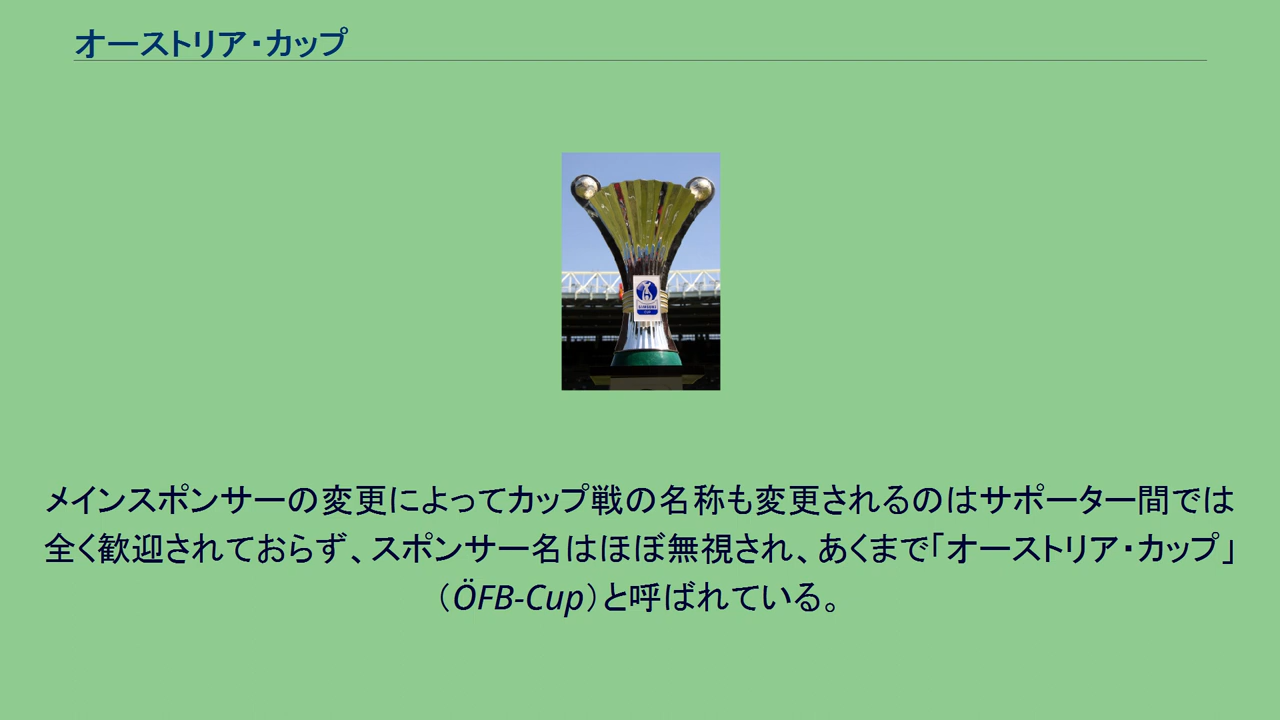 オーストリア・カップ
CUP
メインスポンサーの変更によってカップ戦の名称も変更されるのはサポーター間では
全く歓迎されておらず、スポンサー名はほぼ無視され、あくまで「オーストリア・カップ」
（ÖFB-Cup）と呼ばれている。